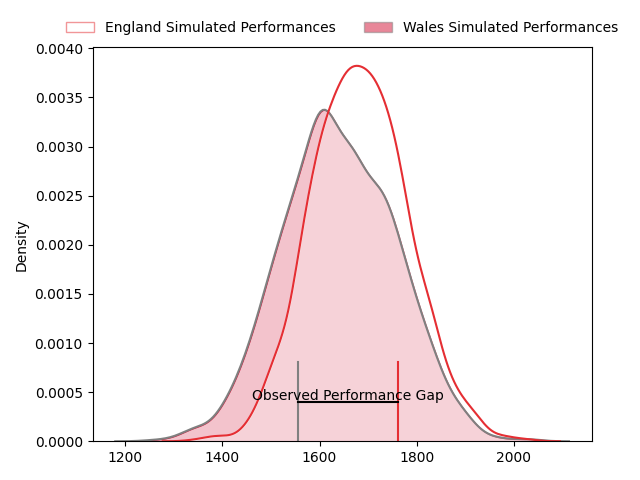 England Simulated Performances Wales Simulated Performances
0.0040
0.0035
0.0030
0.0025
0.0020
0.0015
0.0010
0.0005
0.0000
Density
Observed Performance Gap
1200 1400 1600 1800 2000